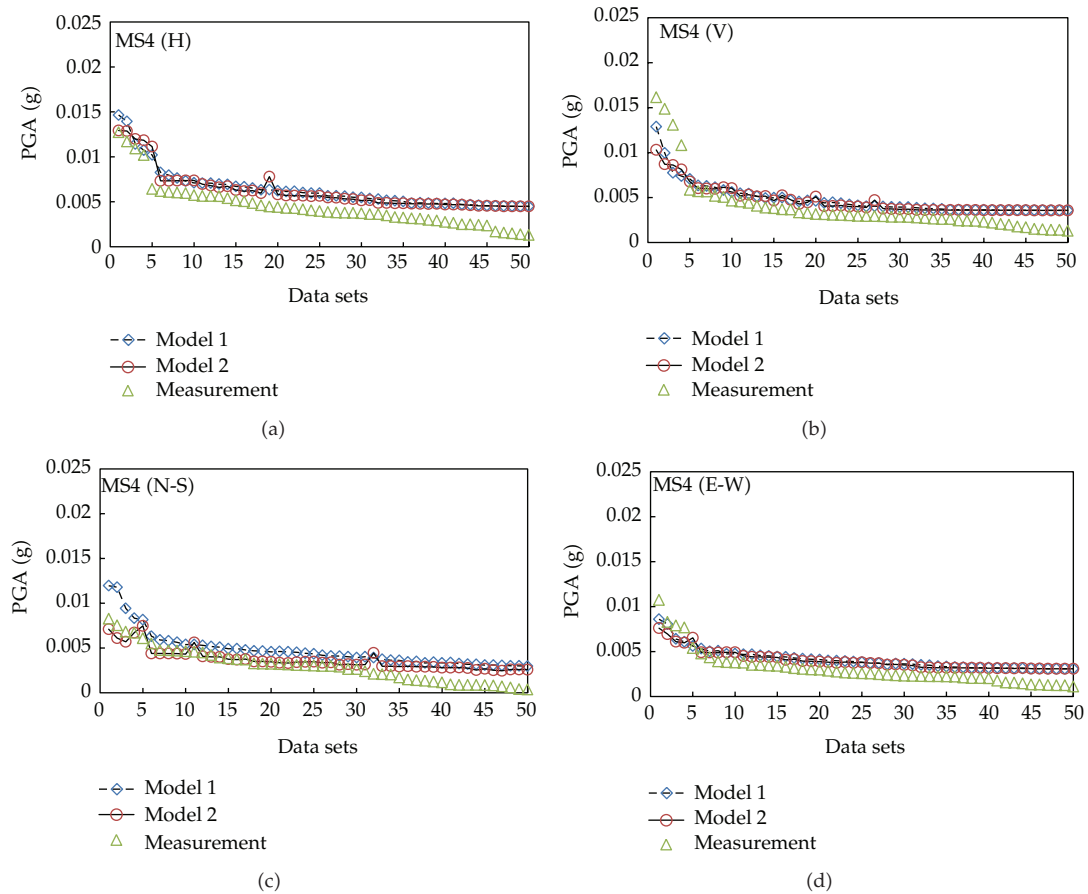 MS4 (H)
PGA (g)
0.025
0.02
0.015
0.01
0.005
0
0 5 10 15 20 25 30 35 40 45 50
Data sets
Model 1
Model 2
Measurement
(a)
MS4 (V)
PGA (g)
0.025
0.02
0.015
0.01
0.005
0
0 5 10 15 20 25 30 35 40 45 50
Data sets
Model 1
Model 2
Measurement
(b)
MS4 (N-S)
PGA (g)
0.025
0.02
0.015
0.01
0.005
0
0 5 10 15 20 25 30 35 40 45 50
Data sets
Model 1
Model 2
Measurement
(c)
MS4 (E-W)
PGA (g)
0.025
0.02
0.015
0.01
0.005
0
0 5 10 15 20 25 30 35 40 45 50
Data sets
Model 1
Model 2
Measurement
(d)